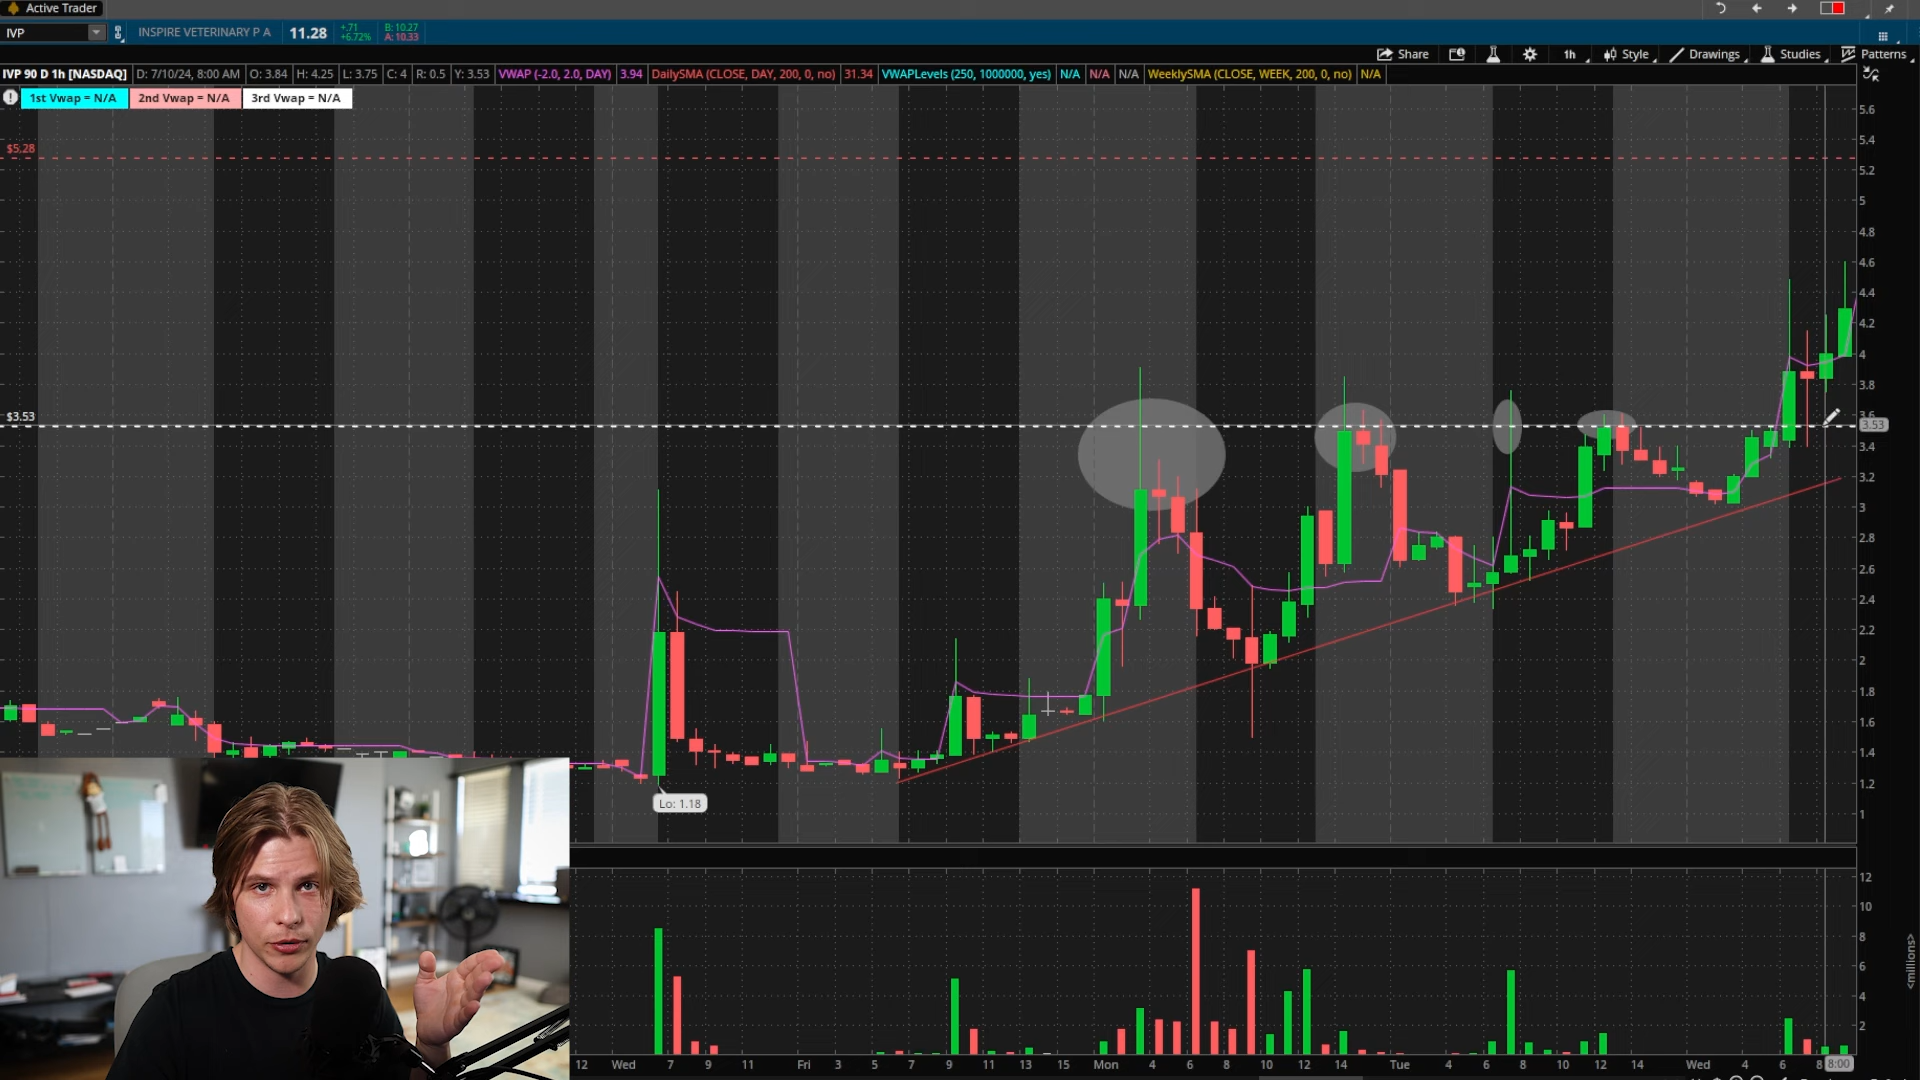 Active Trader
IVP
INSPIRE VETERINARY P A
11.28
+.71
+6.72%
B: 10.27
A: 10.33
Share
1h
Style
Drawings
Studies
Patterns
IVP 90 D 1h [NASDAQ] D: 7/10/24, 8:00 AM O: 3.84 H: 4.25 L: 3.75 C: 4 R: 0.5 Y: 3.53 VWAP (-2.0, 2.0, DAY) 3.94 DailySMA (CLOSE, DAY, 200, 0, no) 31.34 VWAPLevels (250, 1000000, yes) N/A N/A N/A WeeklySMA (CLOSE, WEEK, 200, 0, no) N/A
1st Vwap = N/A 2nd Vwap = N/A 3rd Vwap = N/A
5.6
5.4
$5.28
5.2
5
4.8
4.6
4.4
4.2
4
3.8
3.6
$3.53
3.53
3.4
3.2
3
2.8
2.6
2.4
2.2
2
1.8
1.6
1.4
1.2
Lo: 1.18
1
12
10
8
6
4
2
<millions>
12 Wed 7 9 11 Fri 3 5 7 9 11 13 15 Mon 4 6 8 10 12 14 Tue 4 6 8 10 12 14 Wed 4 6 8 8:00